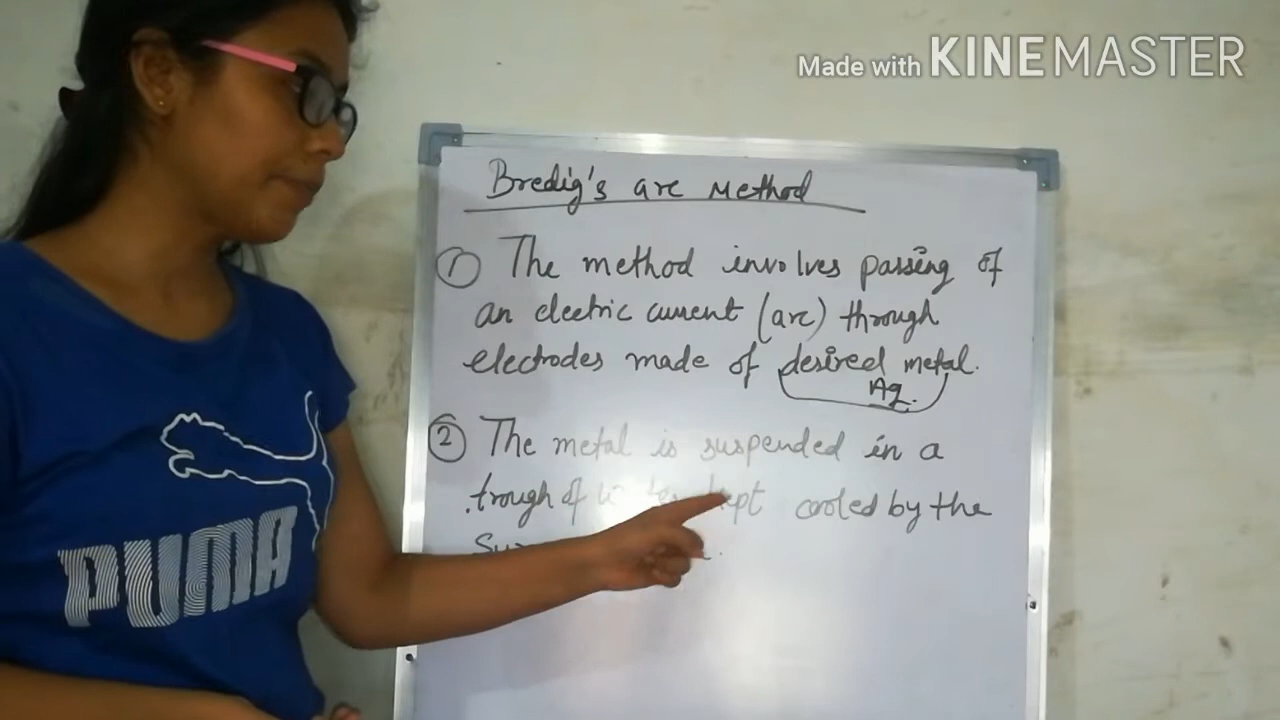 Made with KINEMASTER
Bredig's arc Method
① The method involves passing of
an electric current (arc) through
electrodes made of desired metal.
Ag.
② The metal is suspended in a
trough of kept cooled by the
PUMA